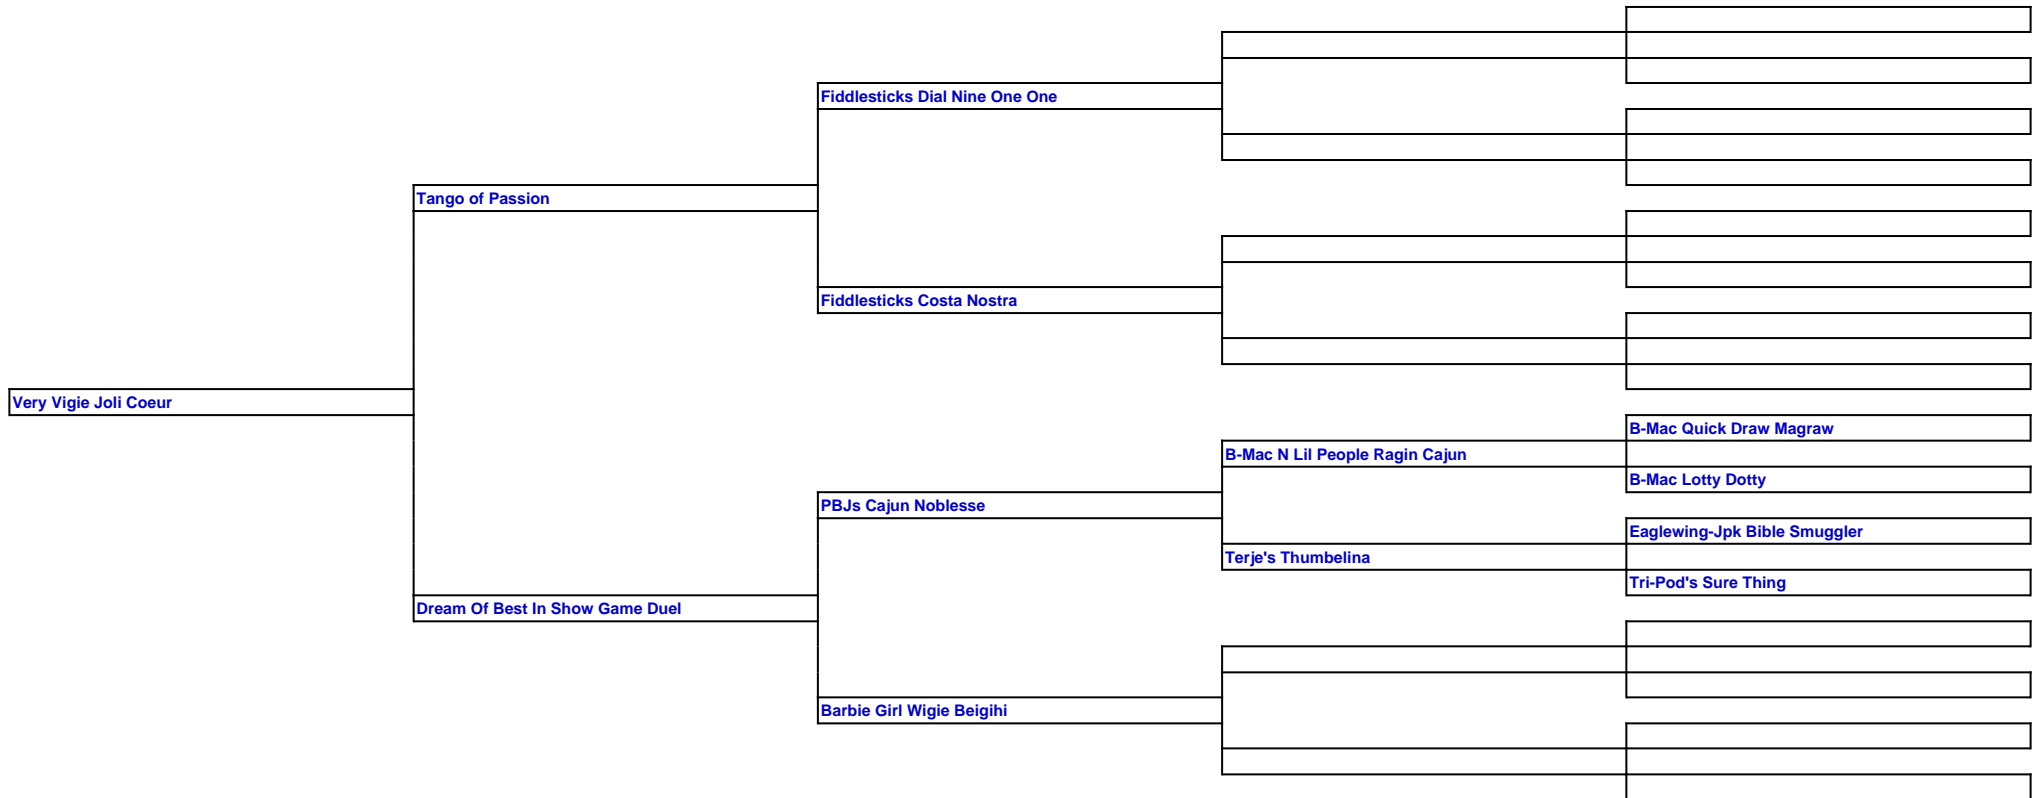 Fiddlesticks Dial Nine One One
Tango of Passion
Fiddlesticks Costa Nostra
Very Vigie Joli Coeur
B-Mac Quick Draw Magraw
B-Mac N Lil People Ragin Cajun
B-Mac Lotty Dotty
PBJs Cajun Noblesse
Eaglewing-Jpk Bible Smuggler
Terje's Thumbelina
Tri-Pod's Sure Thing
Dream Of Best In Show Game Duel
Barbie Girl Wigie Beigihi